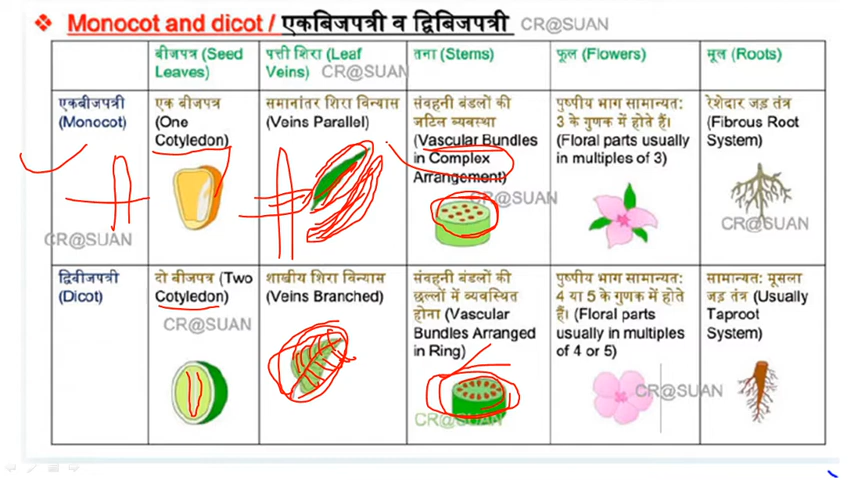 ❖ Monocot and dicot / एकबिजपत्री व द्विबिजपत्री CR@SUAN
बीजपत्र (Seed
Leaves)
पत्ती शिरा (Leaf
Veins) CR@SUAN
तना (Stems)
फूल (Flowers)
मूल (Roots)
एकबीजपत्री
(Monocot)
एक बीजपत्र
(One
Cotyledon)
समानांतर शिरा विन्यास
(Veins Parallel)
संवहनी बंडलों की
जटिल व्यवस्था
(Vascular Bundles
in Complex
Arrangement)
CR@SUAN
पुष्पीय भाग सामान्यत:
3 के गुणक में होते हैं।
(Floral parts usually
in multiples of 3)
रेशेदार जड़ तंत्र
(Fibrous Root
System)
CR@SUAN
CR@SUAN
द्विबीजपत्री
(Dicot)
दो बीजपत्र (Two
Cotyledon)
CR@SUAN
शाखीय शिरा विन्यास
(Veins Branched)
संवहनी बंडलों की
छल्लों में व्यवस्थित
होना (Vascular
Bundles Arranged
in Ring)
CR@SUAN
पुष्पीय भाग सामान्यत:
4 या 5 के गुणक में होते
हैं। (Floral parts
usually in multiples
of 4 or 5)
CR@SUAN
सामान्यत: मूसला
जड़ तंत्र (Usually
Taproot
System)